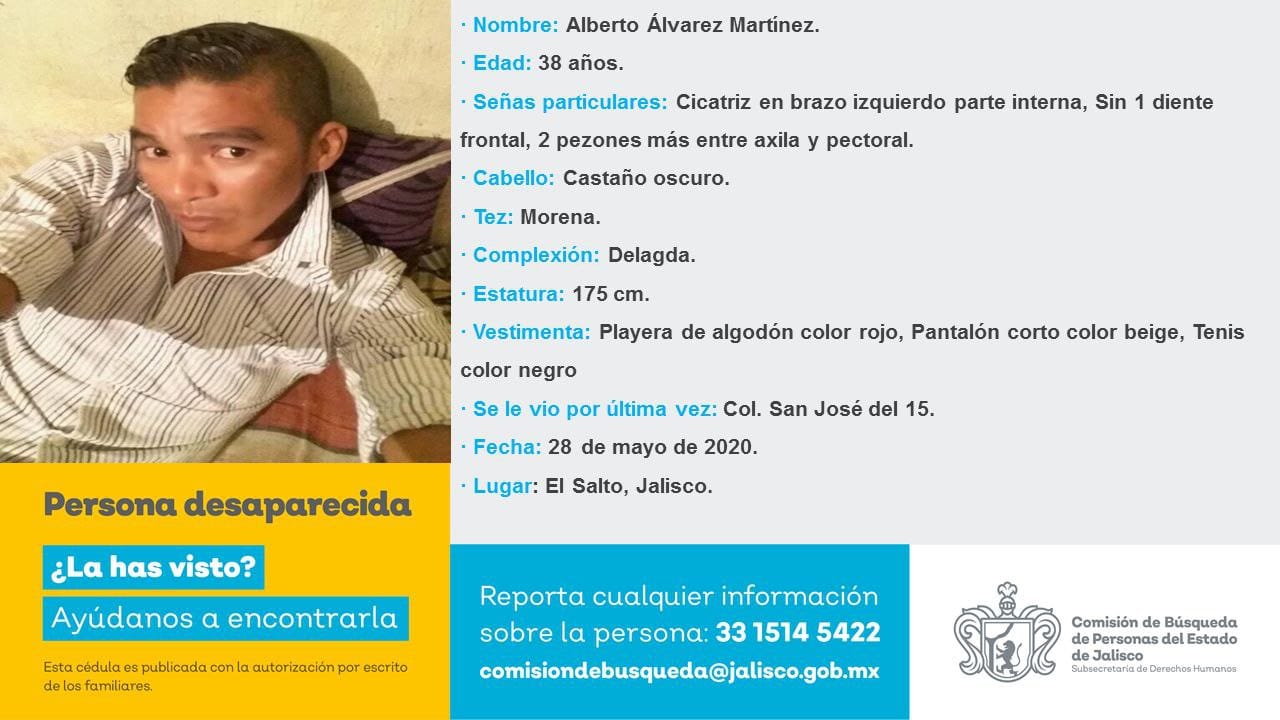 · Nombre: Alberto Álvarez Martínez.
· Edad: 38 años.
· Señas particulares: Cicatriz en brazo izquierdo parte interna, Sin 1 diente
frontal, 2 pezones más entre axila y pectoral.
· Cabello: Castaño oscuro.
· Tez: Morena.
· Complexión: Delagda.
· Estatura: 175 cm.
· Vestimenta: Playera de algodón color rojo, Pantalón corto color beige, Tenis
color negro
· Se le vio por última vez: Col. San José del 15.
· Fecha: 28 de mayo de 2020.
· Lugar: El Salto, Jalisco.
Persona desaparecida
¿La has visto?
Ayúdanos a encontrarla
Esta cédula es publicada con la autorización por escrito
de los familiares.
Reporta cualquier información
sobre la persona: 33 1514 5422
comisiondebusqueda@jalisco.gob.mx
Comisión de Búsqueda
de Personas del Estado
de Jalisco
Subsecretaría de Derechos Humanos